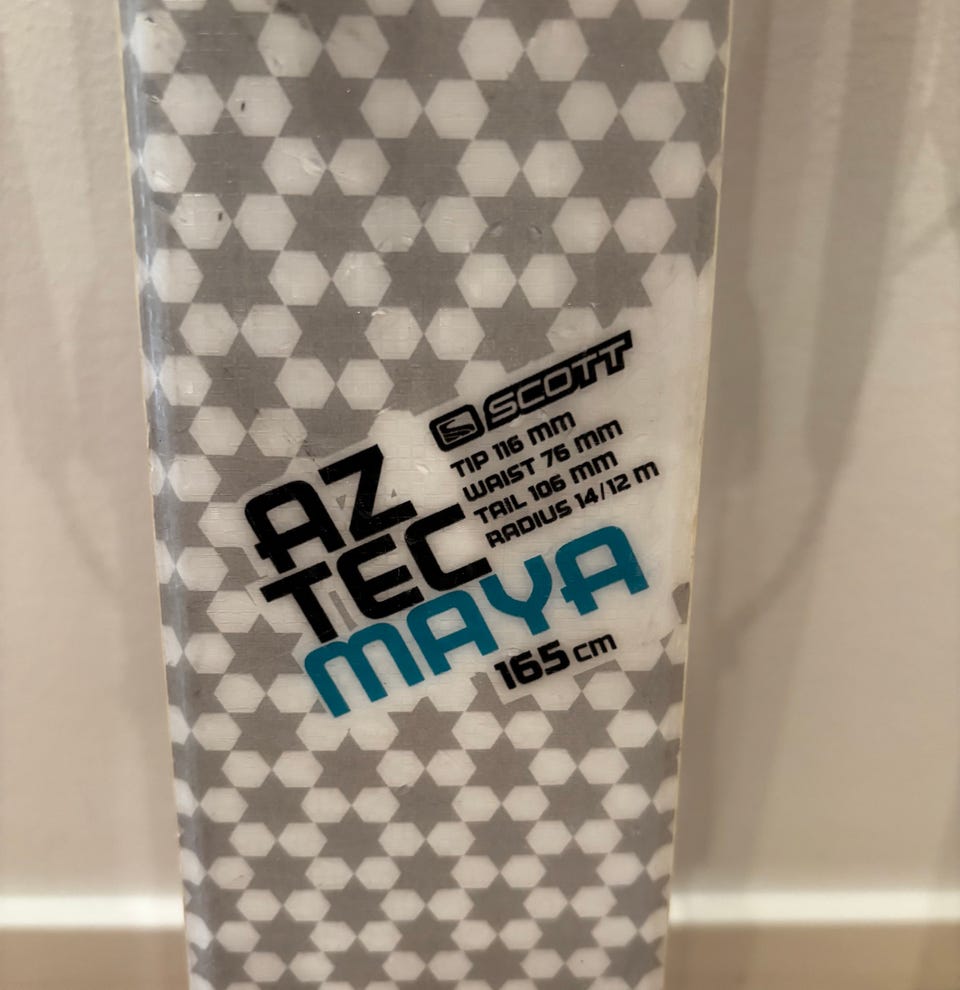 SCOTT
TIP 116 mm
WAIST 76 mm
TAIL 106 mm
RADIUS 14/12 m
AZ
TEC
MAYA
165 cm